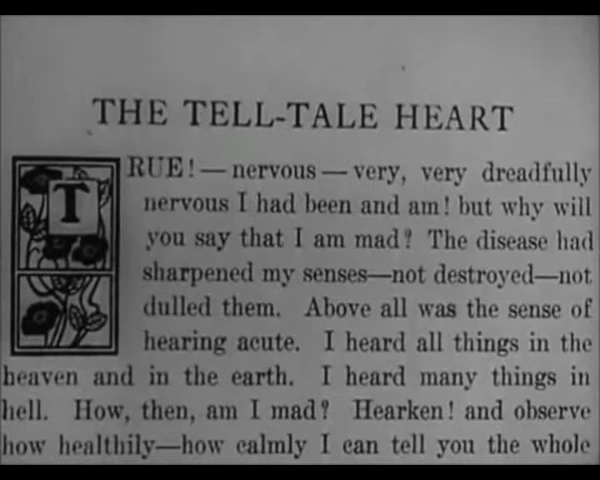 THE TELL-TALE HEART
TRUE! — nervous — very, very dreadfully
nervous I had been and am! but why will
you say that I am mad? The disease had
sharpened my senses—not destroyed—not
dulled them. Above all was the sense of
hearing acute. I heard all things in the
heaven and in the earth. I heard many things in
hell. How, then, am I mad? Hearken! and observe
how healthily—how calmly I can tell you the whole